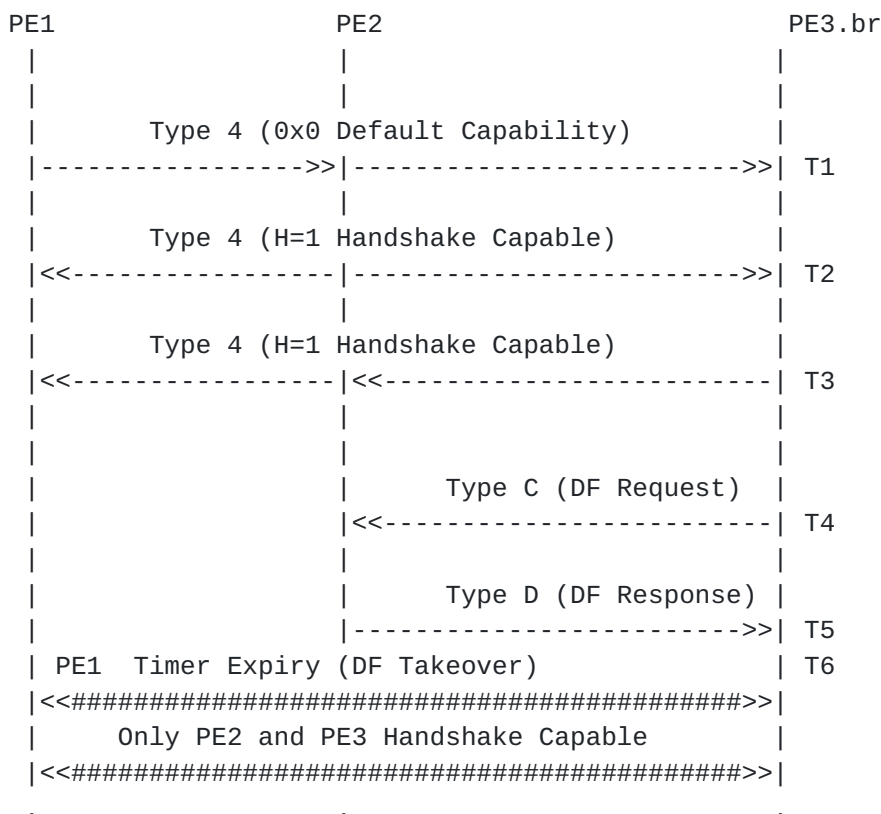 PE1                  PE2                          PE3.br
 |                   |                           |
 |                   |                           |
 |       Type 4 (0x0 Default Capability)         |
 |----------------->>|------------------------->>| T1
 |                   |                           |
 |       Type 4 (H=1 Handshake Capable)          |
 |<<-----------------|------------------------->>| T2
 |                   |                           |
 |       Type 4 (H=1 Handshake Capable)          |
 |<<-----------------|<<-------------------------| T3
 |                   |                           |
 |                   |                           |
 |                   |      Type C (DF Request)  |
 |                   |<<-------------------------| T4
 |                   |                           |
 |                   |      Type D (DF Response) |
 |                   |------------------------->>| T5
 | PE1  Timer Expiry (DF Takeover)               | T6
 |<<###########################################>>|
 |     Only PE2 and PE3 Handshake Capable        |
 |<<###########################################>>|